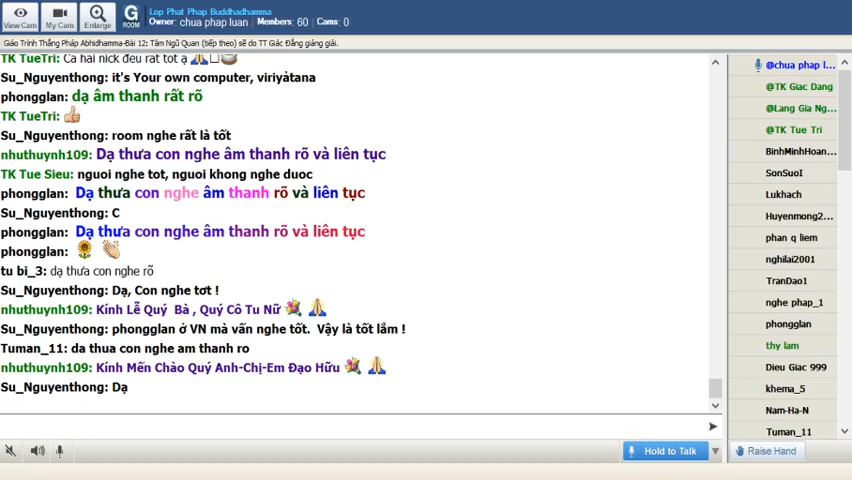 View Cam
My Cam
Enlarge
G
ROOM
Lop Phat Phap Buddhadhamma
Owner: chua phap luan Members: 60 Cams: 0
Giáo Trình Thắng Pháp Abhidhamma-Bài 12: Tâm Ngũ Quan (tiếp theo) sẽ do TT Giác Đẳng giảng giải.
TK TueTri: Cả hai nick đều rất tốt ạ
Su_Nguyenthong: it's Your own computer, viriyàtana
phongglan: dạ âm thanh rất rõ
TK TueTri:
Su_Nguyenthong: room nghe rất là tốt
nhuthuynh109: Dạ thưa con nghe âm thanh rõ và liên tục
TK Tue Sieu: nguoi nghe tot, nguoi khong nghe duoc
phongglan: Dạ thưa con nghe âm thanh rõ và liên tục
Su_Nguyenthong: C
phongglan: Dạ thưa con nghe âm thanh rõ và liên tục
phongglan:
tu bi_3: dạ thưa con nghe rõ
Su_Nguyenthong: Dạ, Con nghe tơt !
nhuthuynh109: Kính Lễ Quý Bà , Quý Cô Tu Nữ
Su_Nguyenthong: phongglan ở VN mà vẫn nghe tốt. Vậy là tốt lắm !
Tuman_11: da thua con nghe am thanh ro
nhuthuynh109: Kính Mến Chào Quý Anh-Chị-Em Đạo Hữu
Su_Nguyenthong: Dạ
Hold to Talk
@chua phap l...
@TK Giac Dang
@Lang Gia Ng...
@TK Tue Tri
BinhMinhHoan...
SonSuoI
Lukhach
Huyenmong2...
phan q liem
nghilai2001
TranDao1
nghe phap_1
phongglan
thy lam
Dieu Giac 999
khema_5
Nam-Ha-N
Tuman_11
Raise Hand